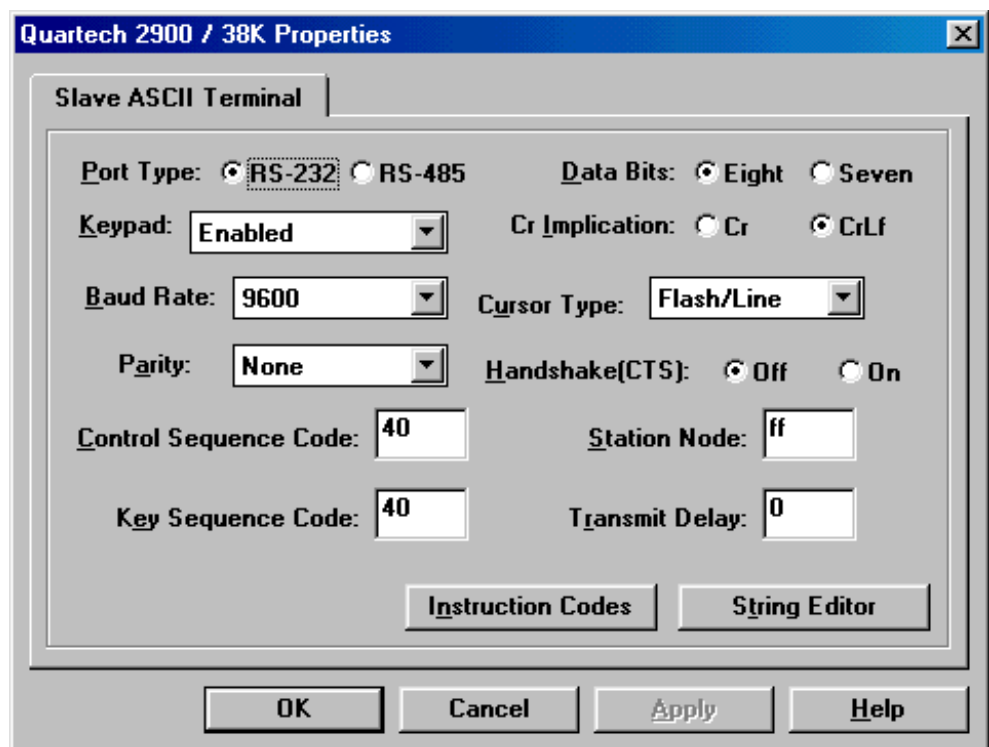 Quartech 2900 / 38K Properties
Slave ASCII Terminal
Port Type: RS-232 RS-485 Data Bits: Eight Seven
Keypad: Enabled Cr Implication: Cr CrLf
Baud Rate: 9600 Cursor Type: Flash/Line
Parity: None Handshake(CTS): Off On
Control Sequence Code: 40 Station Node: ff
Key Sequence Code: 40 Transmit Delay: 0
Instruction Codes String Editor
OK Cancel Apply Help